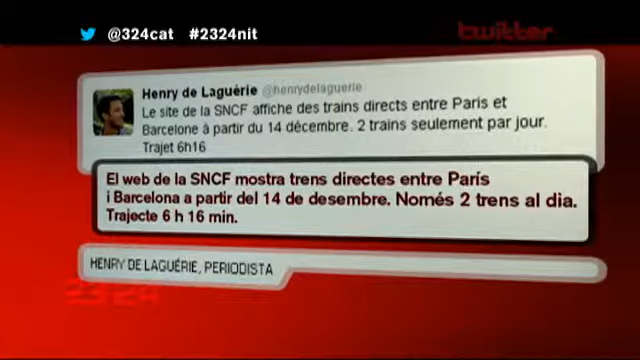 @324cat #2324nit
twitter
Henry de Laguérie @henrydelaguerie
Le site de la SNCF affiche des trains directs entre Paris et
Barcelone à partir du 14 décembre. 2 trains seulement par jour.
Trajet 6h16
El web de la SNCF mostra trens directes entre París
i Barcelona a partir del 14 de desembre. Només 2 trens al dia.
Trajecte 6 h 16 min.
HENRY DE LAGUÉRIE, PERIODISTA
23 24